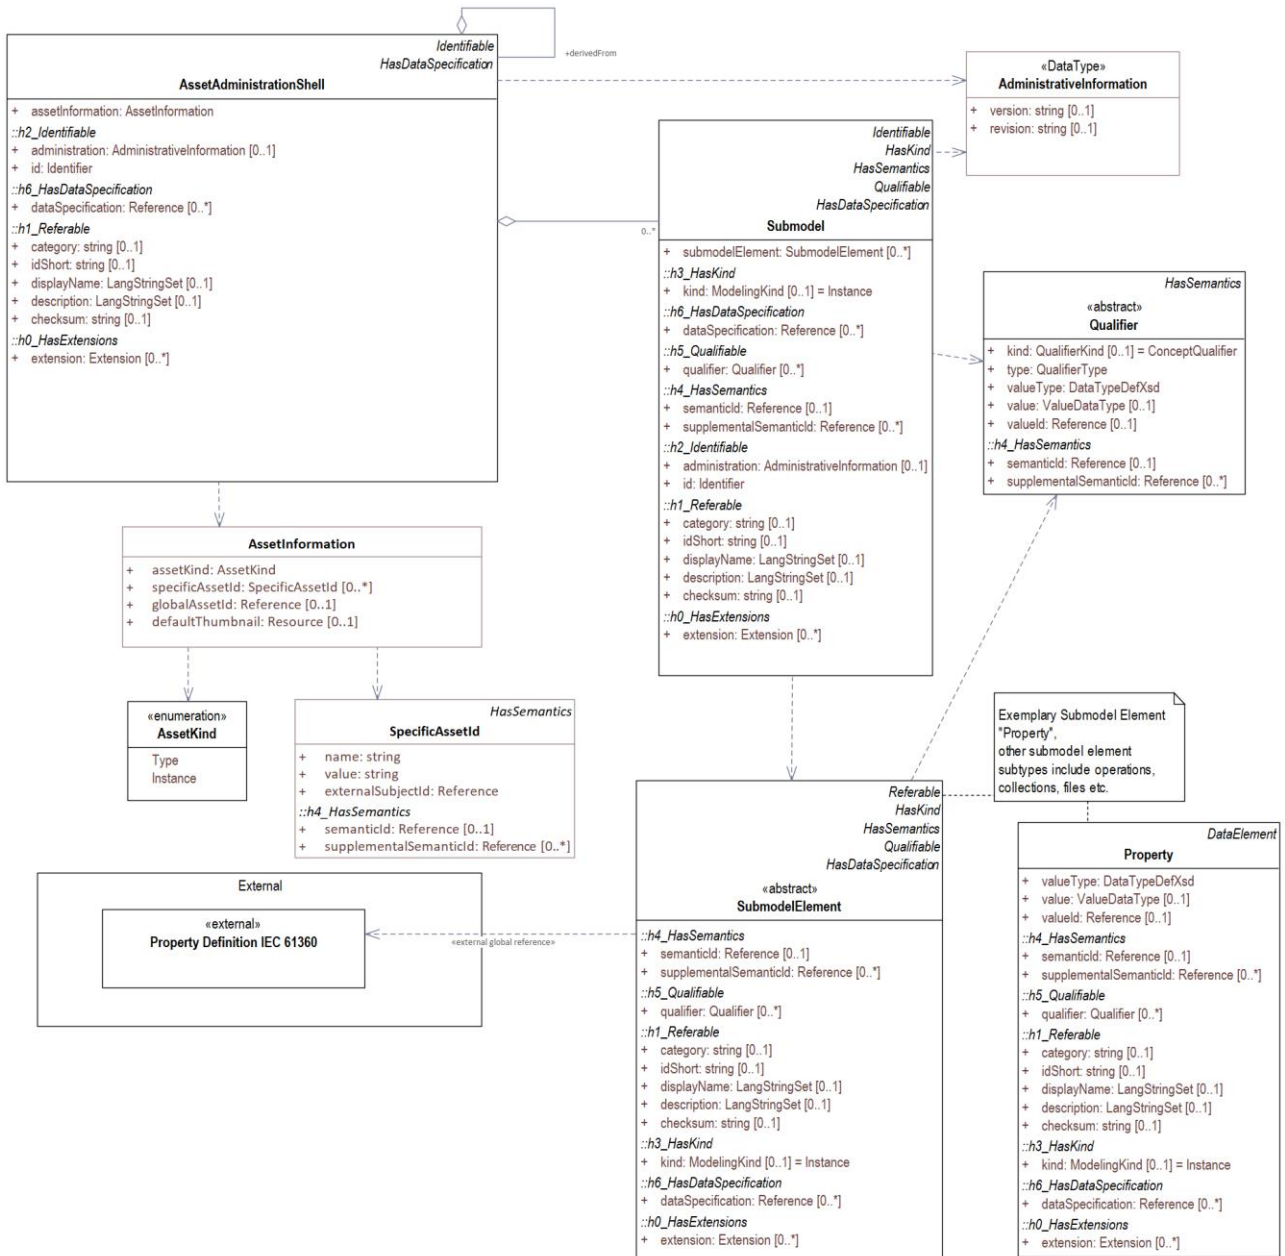 Identifiable
HasDataSpecification
AssetAdministrationShell
+ assetInformation: AssetInformation
::h2_Identifiable
+ administration: AdministrativeInformation [0..1]
+ id: Identifier
::h6_HasDataSpecification
+ dataSpecification: Reference [0..*]
::h1_Referable
+ category: string [0..1]
+ idShort: string [0..1]
+ displayName: LangStringSet [0..1]
+ description: LangStringSet [0..1]
+ checksum: string [0..1]
::h0_HasExtensions
+ extension: Extension [0..*]
+derivedFrom
«DataType»
AdministrativeInformation
+ version: string [0..1]
+ revision: string [0..1]
0..*
Identifiable
HasKind
HasSemantics
Qualifiable
HasDataSpecification
Submodel
+ submodelElement: SubmodelElement [0..*]
::h3_HasKind
+ kind: ModelingKind [0..1] = Instance
::h6_HasDataSpecification
+ dataSpecification: Reference [0..*]
::h5_Qualifiable
+ qualifier: Qualifier [0..*]
::h4_HasSemantics
+ semanticId: Reference [0..1]
+ supplementalSemanticId: Reference [0..*]
::h2_Identifiable
+ administration: AdministrativeInformation [0..1]
+ id: Identifier
::h1_Referable
+ category: string [0..1]
+ idShort: string [0..1]
+ displayName: LangStringSet [0..1]
+ description: LangStringSet [0..1]
+ checksum: string [0..1]
::h0_HasExtensions
+ extension: Extension [0..*]
HasSemantics
«abstract»
Qualifier
+ kind: QualifierKind [0..1] = ConceptQualifier
+ type: QualifierType
+ valueType: DataTypeDefXsd
+ value: ValueDataType [0..1]
+ valueId: Reference [0..1]
::h4_HasSemantics
+ semanticId: Reference [0..1]
+ supplementalSemanticId: Reference [0..*]
AssetInformation
+ assetKind: AssetKind
+ specificAssetId: SpecificAssetId [0..*]
+ globalAssetId: Reference [0..1]
+ defaultThumbnail: Resource [0..1]
«enumeration»
AssetKind
Type
Instance
HasSemantics
SpecificAssetId
+ name: string
+ value: string
+ externalSubjectId: Reference
::h4_HasSemantics
+ semanticId: Reference [0..1]
+ supplementalSemanticId: Reference [0..*]
External
«external»
Property Definition IEC 61360
«external global reference»
Referable
HasKind
HasSemantics
Qualifiable
HasDataSpecification
«abstract»
SubmodelElement
::h4_HasSemantics
+ semanticId: Reference [0..1]
+ supplementalSemanticId: Reference [0..*]
::h5_Qualifiable
+ qualifier: Qualifier [0..*]
::h1_Referable
+ category: string [0..1]
+ idShort: string [0..1]
+ displayName: LangStringSet [0..1]
+ description: LangStringSet [0..1]
+ checksum: string [0..1]
::h3_HasKind
+ kind: ModelingKind [0..1] = Instance
::h6_HasDataSpecification
+ dataSpecification: Reference [0..*]
::h0_HasExtensions
+ extension: Extension [0..*]
Exemplary Submodel Element
"Property",
other submodel element
subtypes include operations,
collections, files etc.
DataElement
Property
+ valueType: DataTypeDefXsd
+ value: ValueDataType [0..1]
+ valueId: Reference [0..1]
::h4_HasSemantics
+ semanticId: Reference [0..1]
+ supplementalSemanticId: Reference [0..*]
::h5_Qualifiable
+ qualifier: Qualifier [0..*]
::h1_Referable
+ category: string [0..1]
+ idShort: string [0..1]
+ displayName: LangStringSet [0..1]
+ description: LangStringSet [0..1]
+ checksum: string [0..1]
::h3_HasKind
+ kind: ModelingKind [0..1] = Instance
::h6_HasDataSpecification
+ dataSpecification: Reference [0..*]
::h0_HasExtensions
+ extension: Extension [0..*]